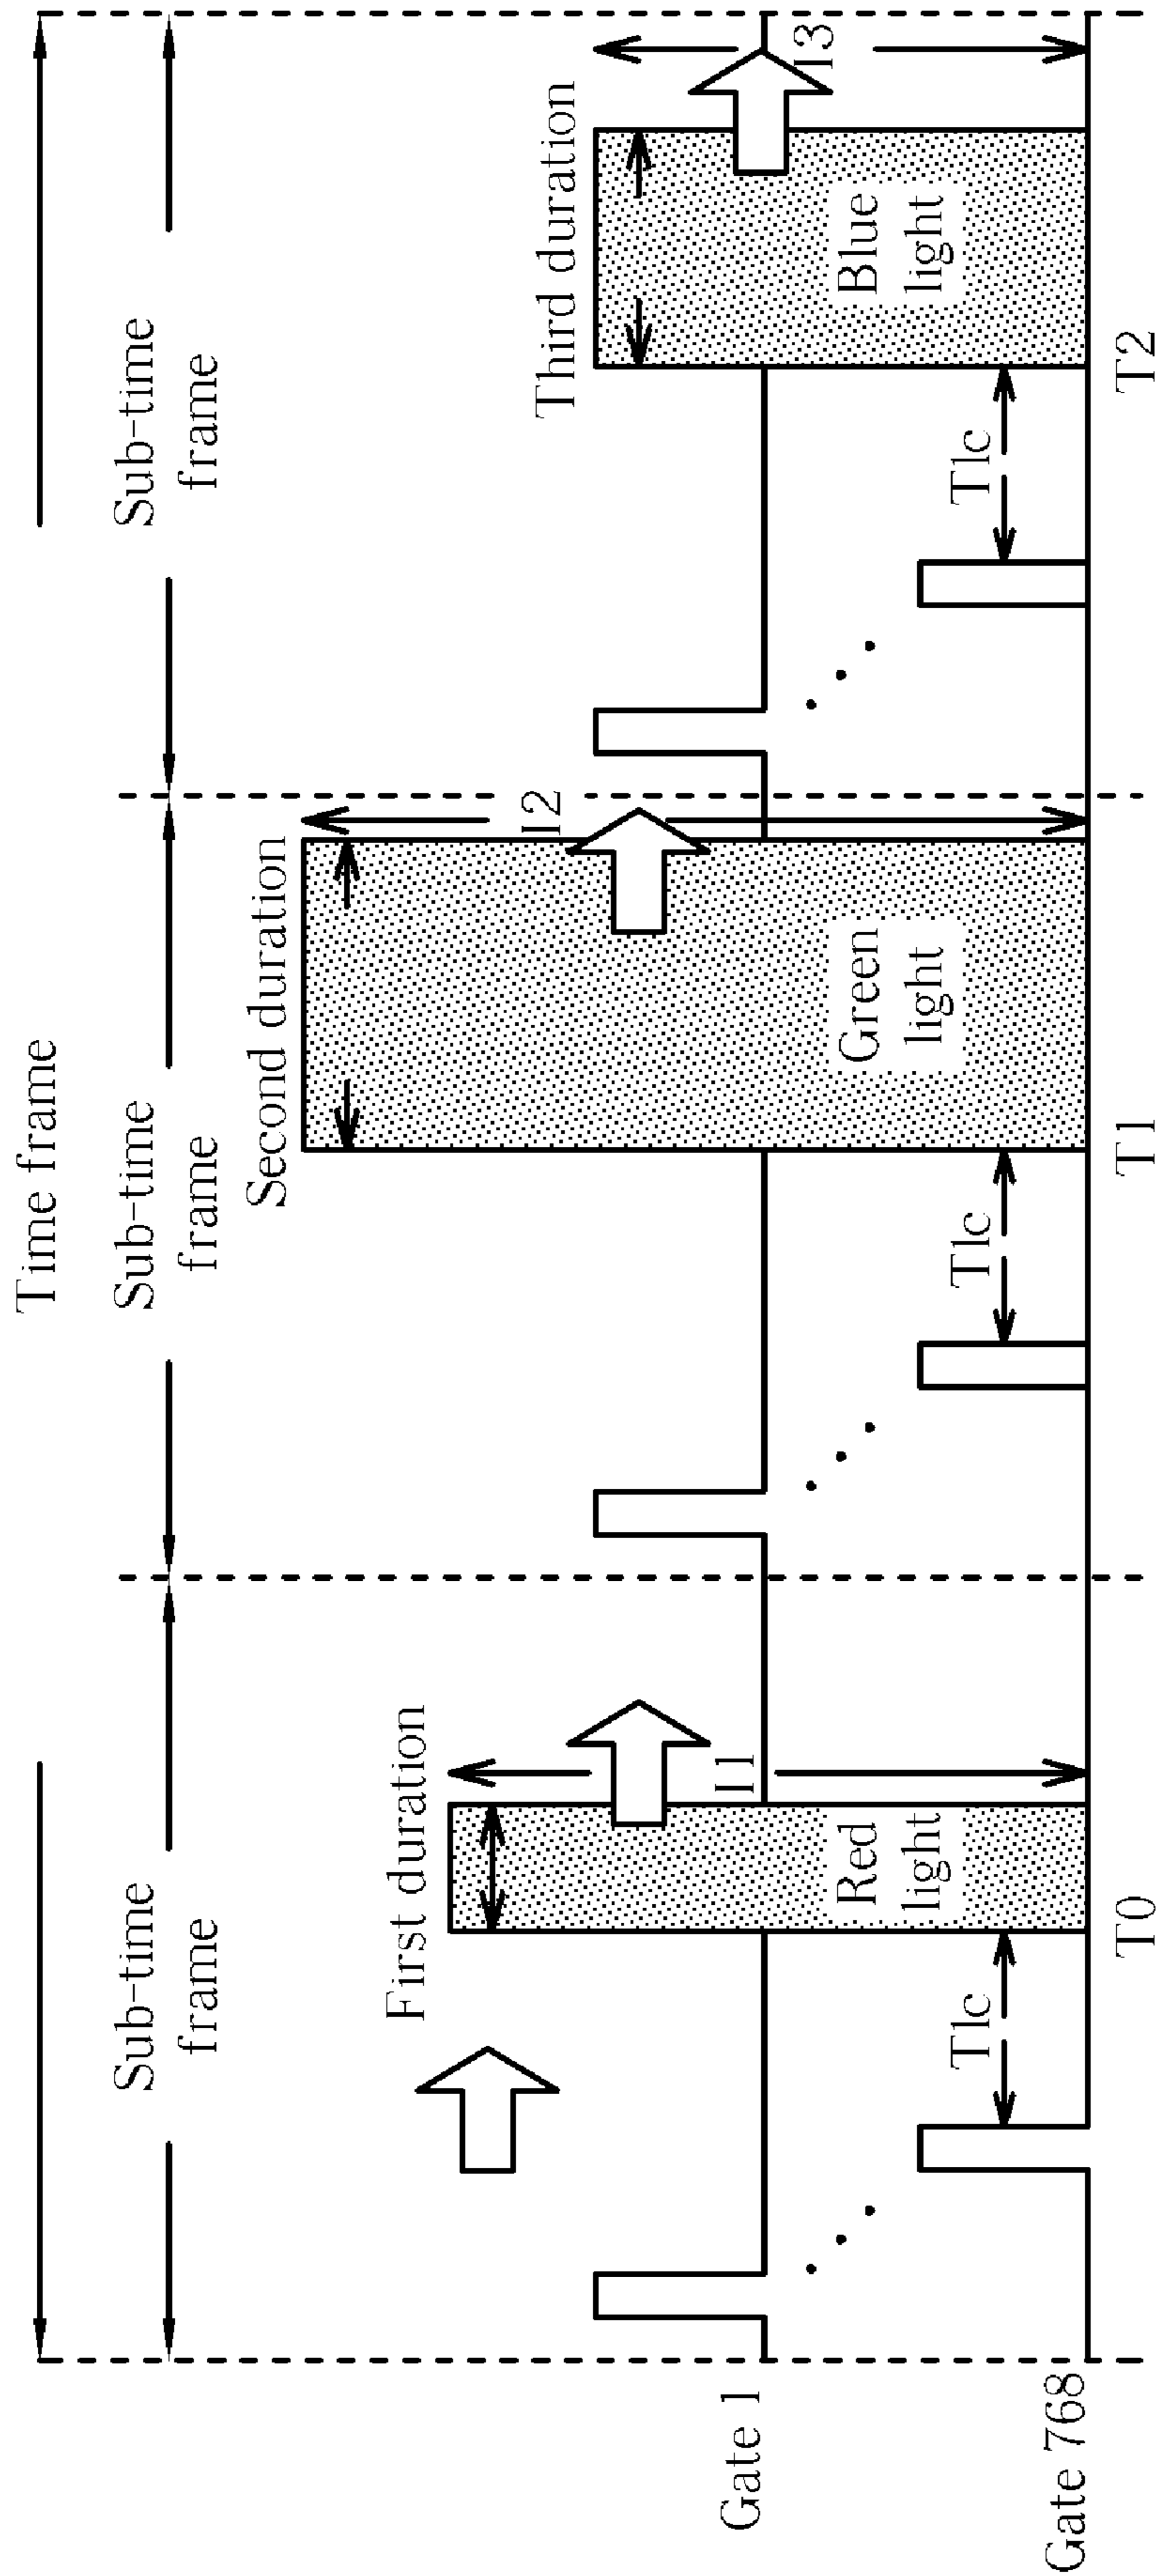 Time frame
Sub-time
frame
Sub-time
frame
Sub-time
frame
First duration
Second duration
Third duration
I1
I2
I3
Gate 1
Red
light
Green
light
Blue
light
Tlc
Tlc
Tlc
Gate 768
T0
T1
T2